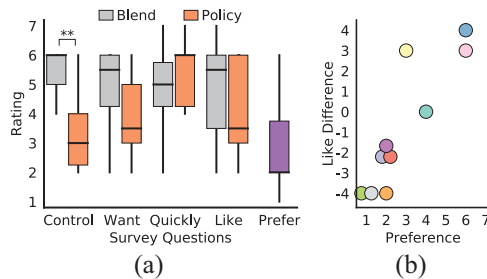 Blend Policy
**
Rating
7
6
5
4
3
2
1
Control Want Quickly Like Prefer
Survey Questions
(a)
Like Difference
4
3
2
1
0
-1
-2
-3
-4
1 2 3 4 5 6 7
Preference
(b)